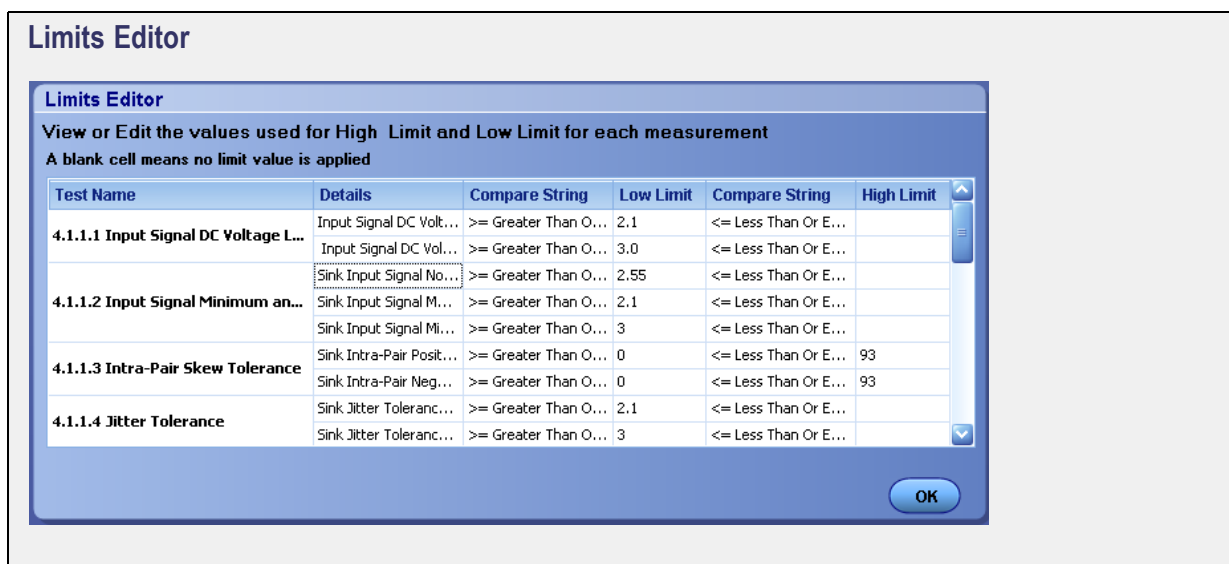 Limits Editor
Limits Editor
View or Edit the values used for High Limit and Low Limit for each measurement
A blank cell means no limit value is applied
Test Name Details Compare String Low Limit Compare String High Limit
4.1.1.1 Input Signal DC Voltage L...
Input Signal DC Volt... >= Greater Than O... 2.1 <= Less Than Or E...
Input Signal DC Vol... >= Greater Than O... 3.0 <= Less Than Or E...
4.1.1.2 Input Signal Minimum an...
Sink Input Signal No... >= Greater Than O... 2.55 <= Less Than Or E...
Sink Input Signal M... >= Greater Than O... 2.1 <= Less Than Or E...
Sink Input Signal Mi... >= Greater Than O... 3 <= Less Than Or E...
4.1.1.3 Intra-Pair Skew Tolerance
Sink Intra-Pair Posit... >= Greater Than O... 0 <= Less Than Or E... 93
Sink Intra-Pair Neg... >= Greater Than O... 0 <= Less Than Or E... 93
4.1.1.4 Jitter Tolerance
Sink Jitter Toleranc... >= Greater Than O... 2.1 <= Less Than Or E...
Sink Jitter Toleranc... >= Greater Than O... 3 <= Less Than Or E...
OK